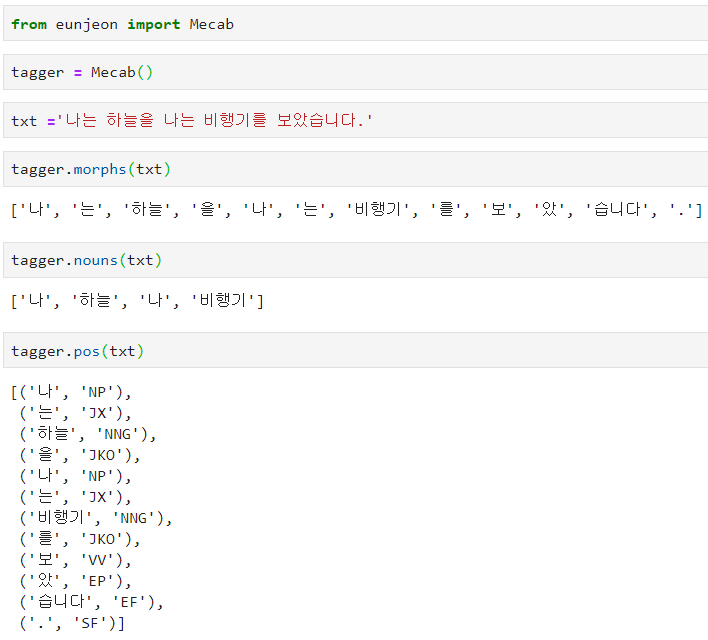 from eunjeon import Mecab
tagger = Mecab()
txt ='나는 하늘을 나는 비행기를 보았습니다.'
tagger.morphs(txt)
['나', '는', '하늘', '을', '나', '는', '비행기', '를', '보', '았', '습니다', '.']
tagger.nouns(txt)
['나', '하늘', '나', '비행기']
tagger.pos(txt)
[('나', 'NP'),
('는', 'JX'),
('하늘', 'NNG'),
('을', 'JKO'),
('나', 'NP'),
('는', 'JX'),
('비행기', 'NNG'),
('를', 'JKO'),
('보', 'VV'),
('았', 'EP'),
('습니다', 'EF'),
('.', 'SF')]